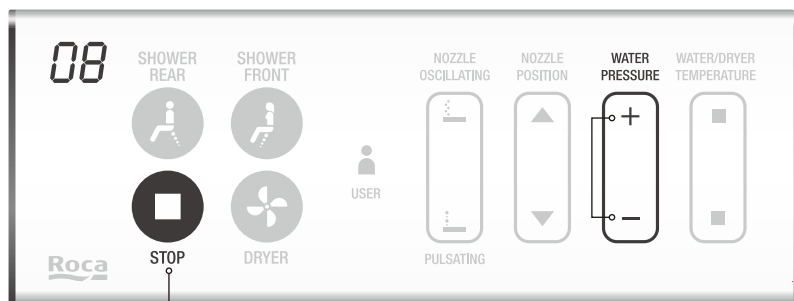 08
SHOWER
REAR
SHOWER
FRONT
NOZZLE
OSCILLATING
NOZZLE
POSITION
WATER
PRESSURE
WATER/DRYER
TEMPERATURE
+
USER
−
STOP
DRYER
PULSATING
Roca